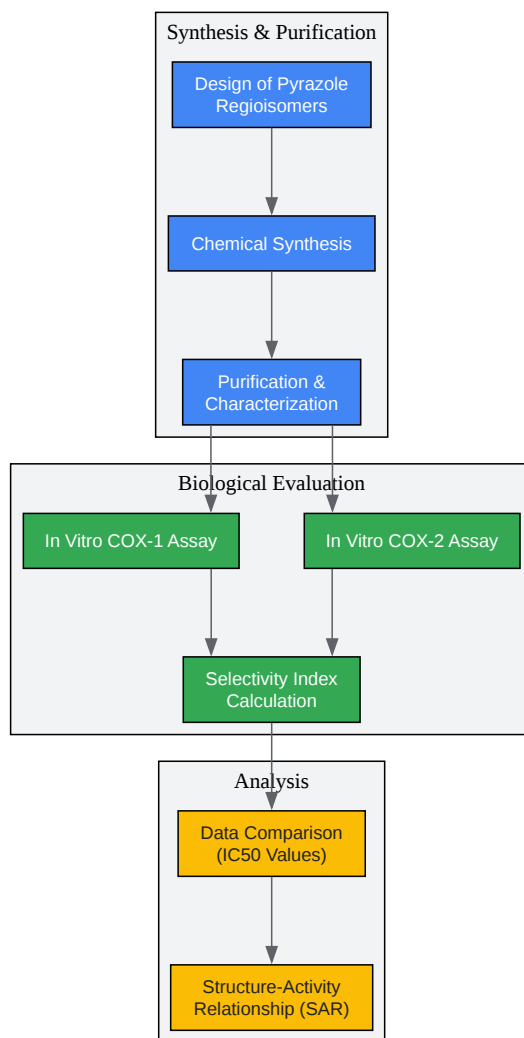 Synthesis & Purification
Design of Pyrazole
Regioisomers
Chemical Synthesis
Purification &
Characterization
Biological Evaluation
In Vitro COX-1 Assay
In Vitro COX-2 Assay
Selectivity Index
Calculation
Analysis
Data Comparison
(IC50 Values)
Structure-Activity
Relationship (SAR)